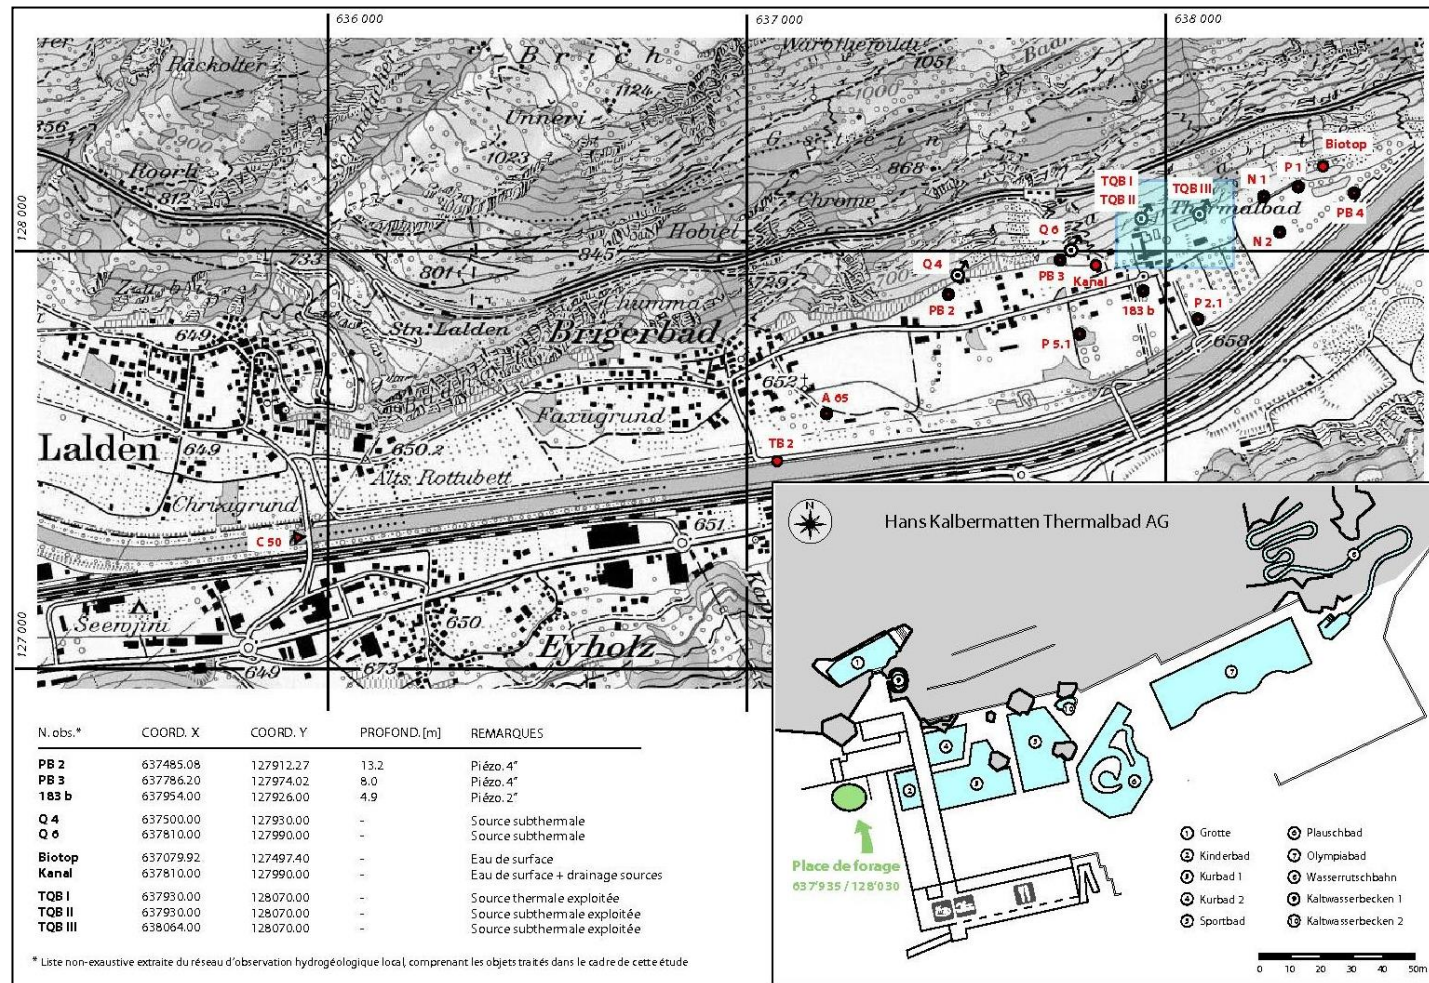 636 000
637 000
638 000
Räckolter
Brich
1124
Unneri
1023
1051
1000
868
Roorli
812
Chrome
Hobiel
845
801
733
729
700
128 000
Biotop
P 1
N 1
TQB I
TQB III
TQB II
Thermalbad
PB 4
N 2
Q 6
Q 4
PB 3
Kanal
PB 2
183 b
P 2.1
P 5.1
658
Stn. Lalden
Brigerbad
649
652
A 65
Faxugrund
TB 2
Lalden
649
650.2
Alts Rottubett
Chrixigrund
C 50
651
Seewjini
650
Eyholz
127 000
649
673
N
Hans Kalbermatten Thermalbad AG
N. obs.* COORD. X COORD. Y PROFOND. [m] REMARQUES
PB 2 637485.08 127912.27 13.2 Piézo. 4"
PB 3 637786.20 127974.02 8.0 Piézo. 4"
183 b 637954.00 127926.00 4.9 Piézo. 2"
Q 4 637500.00 127930.00 - Source subthermale
Q 6 637810.00 127990.00 - Source subthermale
Biotop 637079.92 127497.40 - Eau de surface
Kanal 637810.00 127990.00 - Eau de surface + drainage sources
TQB I 637930.00 128070.00 - Source thermale exploitée
TQB II 637930.00 128070.00 - Source subthermale exploitée
TQB III 638064.00 128070.00 - Source subthermale exploitée
* Liste non-exaustive extraite du réseau d'observation hydrogéologique local, comprenant les objets traités dans le cadre de cette étude
Place de forage
637'935 / 128'030
1 Grotte
2 Kinderbad
3 Kurbad 1
4 Kurbad 2
5 Sportbad
6 Plauschbad
7 Olympiabad
8 Wasserrutschbahn
9 Kaltwasserbecken 1
10 Kaltwasserbecken 2
0 10 20 30 40 50m